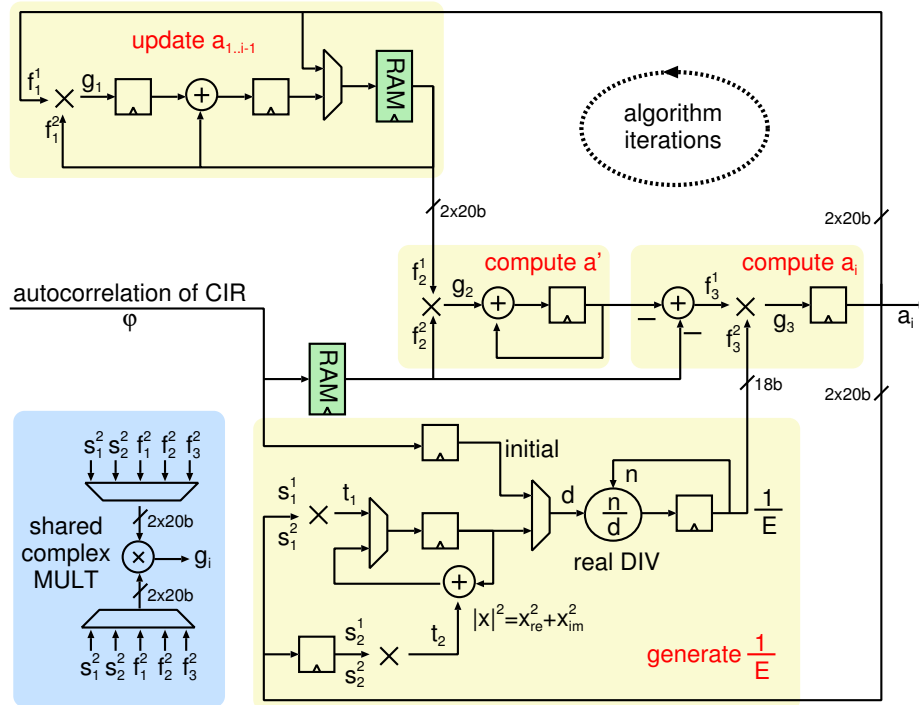 update a₁..ᵢ₋₁
f₁¹
g₁
f₁²
RAM
algorithm
iterations
2x20b
2x20b
compute a'
compute aᵢ
f₂¹
g₂
f₂²
f₃¹
f₃²
g₃
aᵢ
autocorrelation of CIR
φ
RAM
18b
2x20b
s₁² s₂² f₁² f₂² f₃²
2x20b
shared
complex
MULT
gᵢ
2x20b
s₁² s₂² f₁² f₂² f₃²
initial
s₁¹
s₁²
t₁
d
n
n
d
real DIV
1
E
|x|²=x²re+x²im
s₂¹
s₂²
t₂
generate 1/E